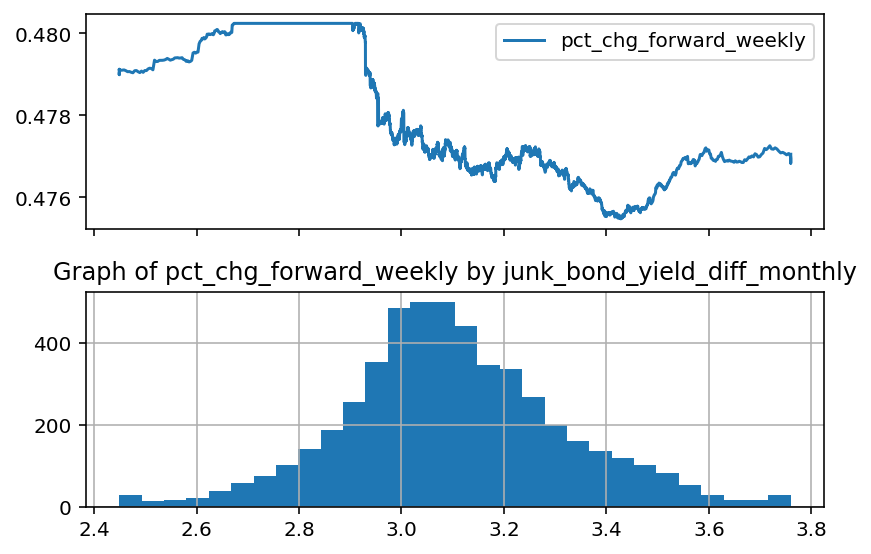 0.480
pct_chg_forward_weekly
0.478
0.476
Graph of pct_chg_forward_weekly by junk_bond_yield_diff_monthly
400
200
0
2.4 2.6 2.8 3.0 3.2 3.4 3.6 3.8